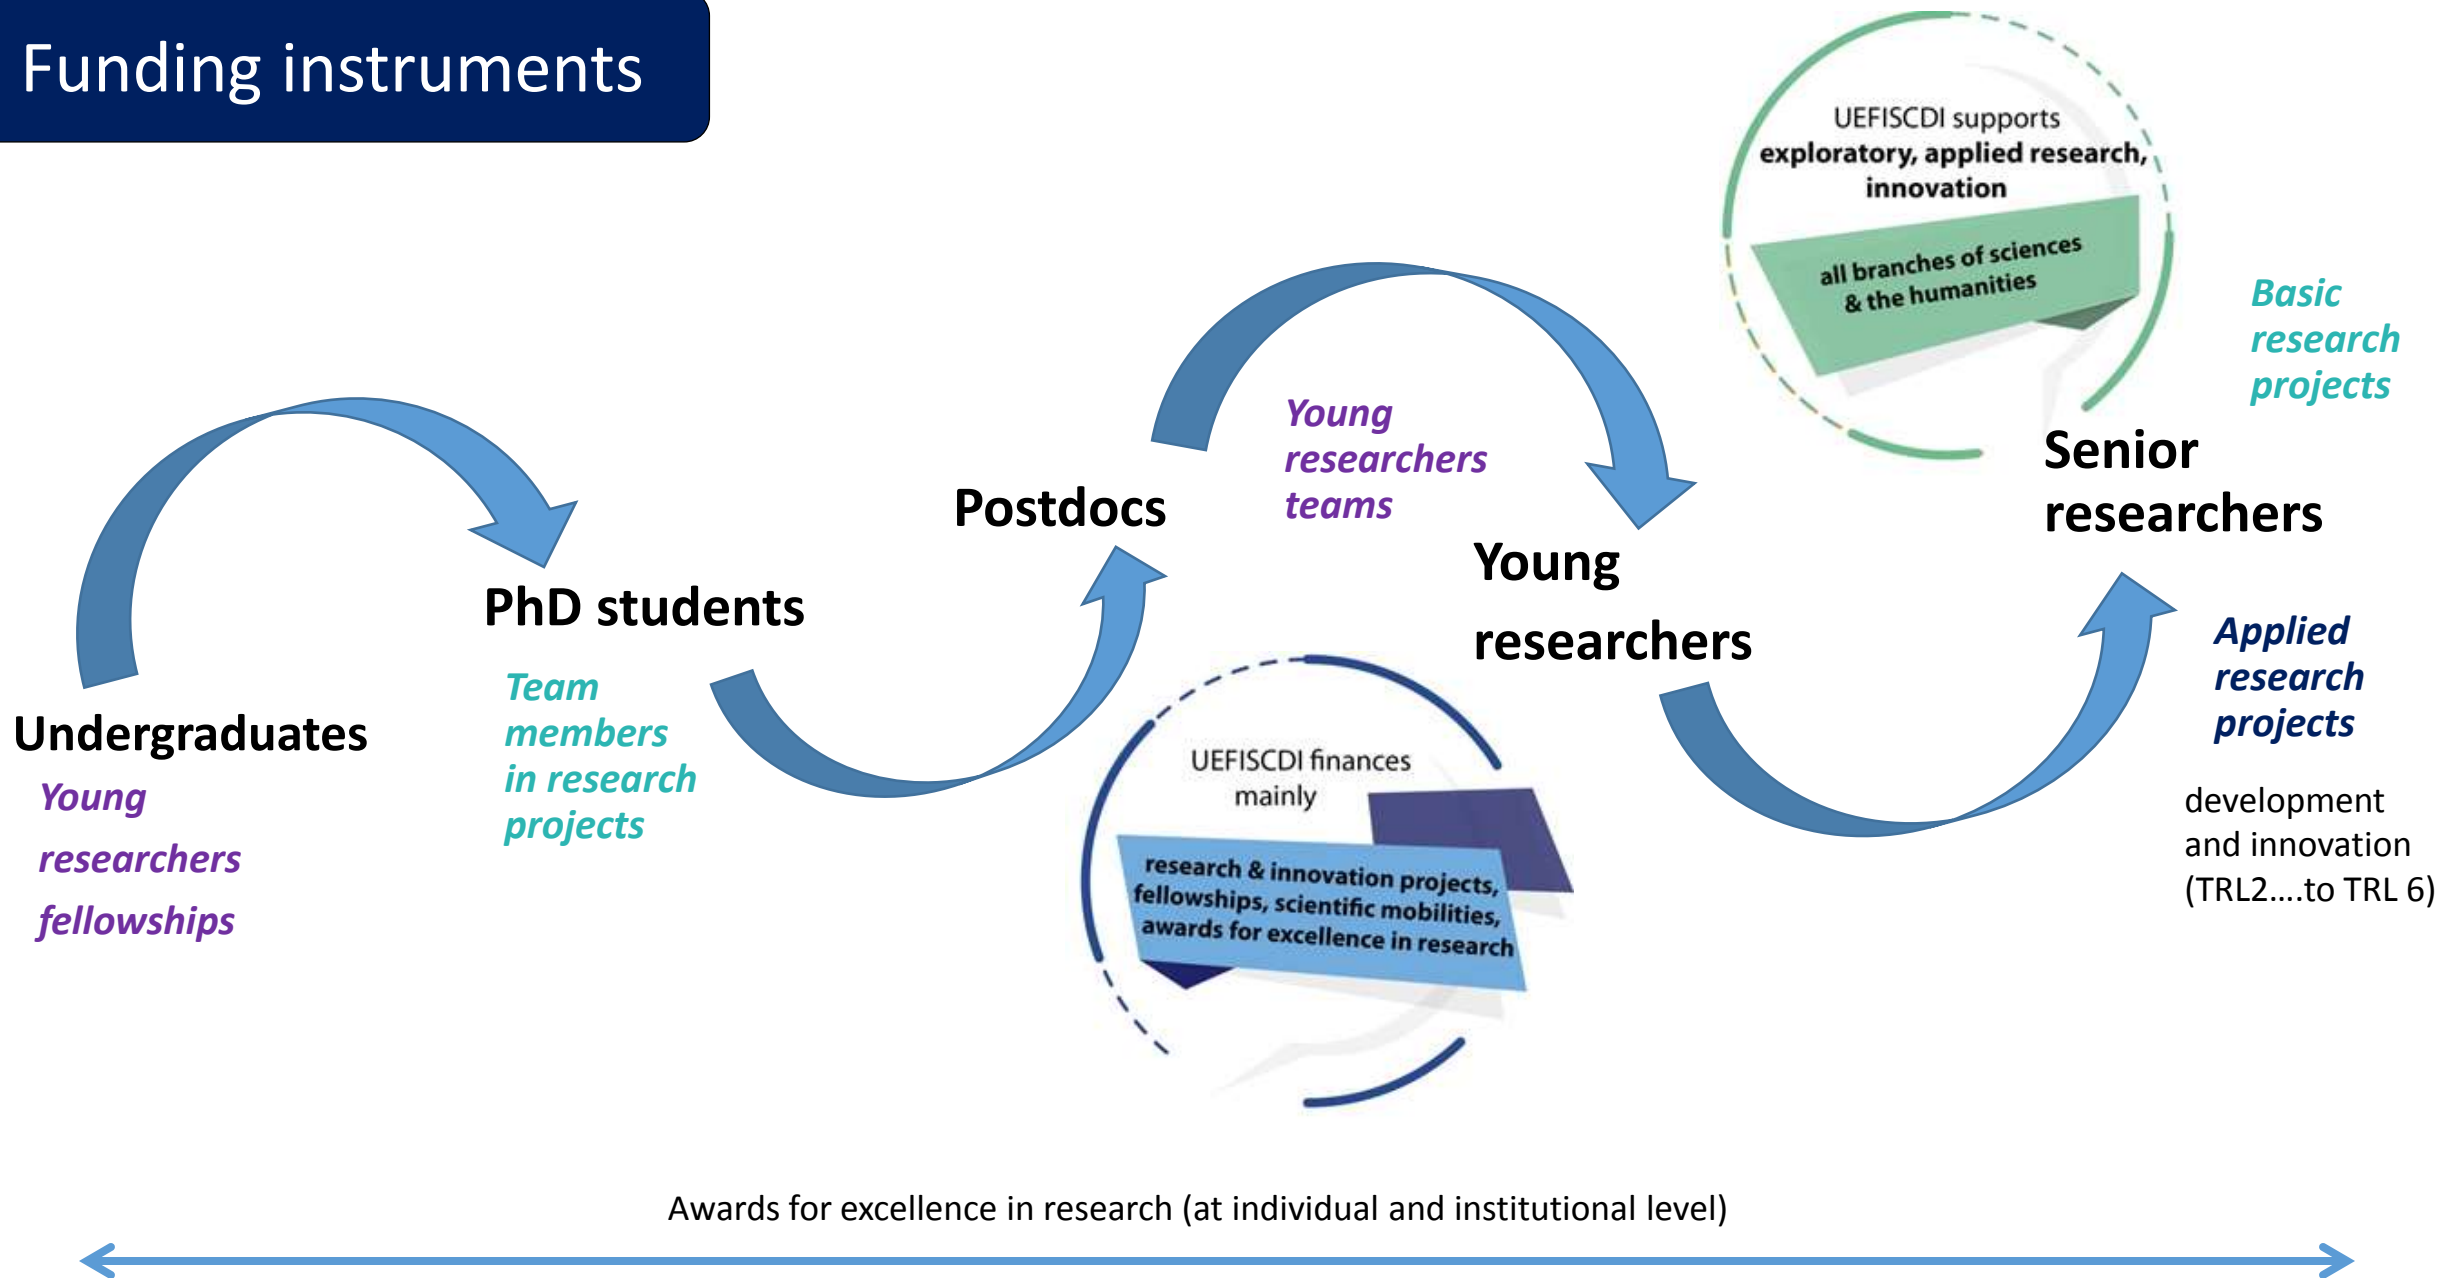 Funding instruments
UEFISCDI supports
exploratory, applied research,
innovation
all branches of sciences
& the humanities
Basic
research
projects
Senior
researchers
Applied
research
projects
development
and innovation
(TRL2....to TRL 6)
Young
researchers
teams
Young
researchers
Postdocs
PhD students
Team
members
in research
projects
Undergraduates
Young
researchers
fellowships
UEFISCDI finances
mainly
research & innovation projects,
fellowships, scientific mobilities,
awards for excellence in research
Awards for excellence in research (at individual and institutional level)